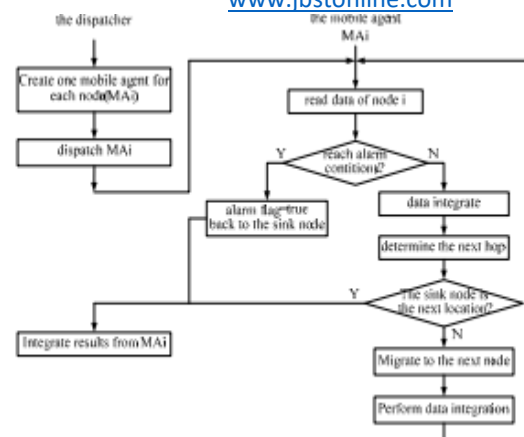 www.jbstonline.com
the dispatcher
the mobile agent
MAi
Create one mobile agent for
each node(MAi)
dispatch MAi
read data of node i
Y
reach alarm
contitions?
N
alarm flag=true
back to the sink node
data integrate
determine the next hop
Y
The sink node is
the next location?
N
Integrate results from MAi
Migrate to the next node
Perform data integration